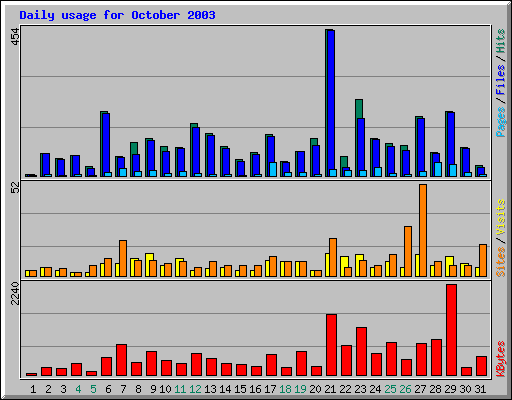 Daily usage for October 2003
454
Pages / Files / Hits
52
Sites / Visits
2240
KBytes
1 2 3 4 5 6 7 8 9 10 11 12 13 14 15 16 17 18 19 20 21 22 23 24 25 26 27 28 29 30 31